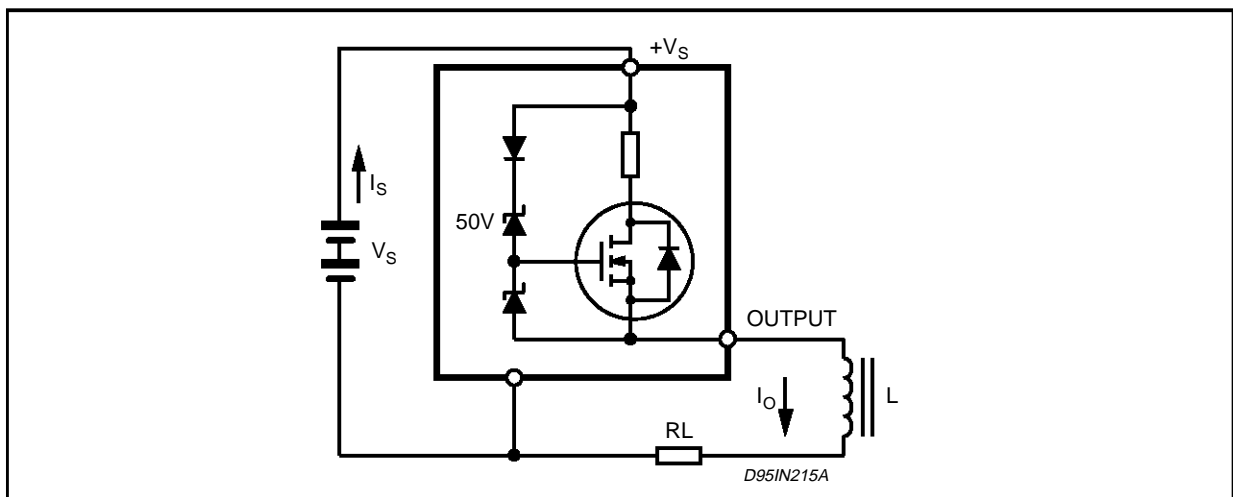 +VS
IS
50V
VS
OUTPUT
IO
L
RL
D95IN215A